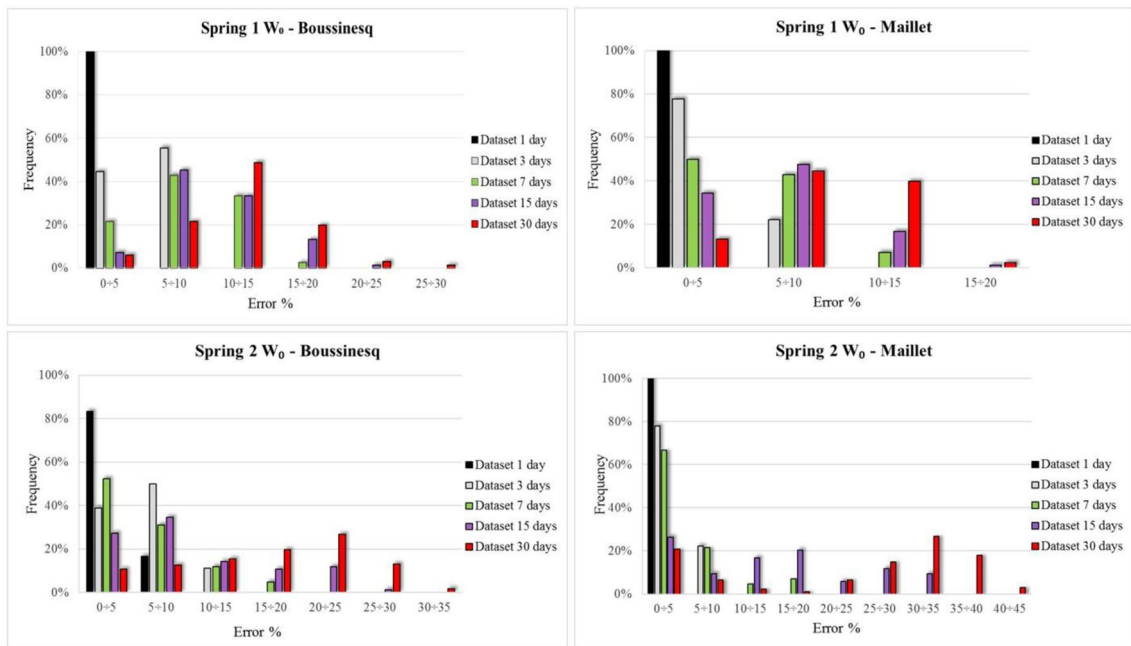 Spring 1 W₀ - Boussinesq
100%
80%
60%
40%
20%
0%
Frequency
0÷5 5÷10 10÷15 15÷20 20÷25 25÷30
Error %
Dataset 1 day
Dataset 3 days
Dataset 7 days
Dataset 15 days
Dataset 30 days
Spring 1 W₀ - Maillet
100%
80%
60%
40%
20%
0%
Frequency
0÷5 5÷10 10÷15 15÷20
Error %
Dataset 1 day
Dataset 3 days
Dataset 7 days
Dataset 15 days
Dataset 30 days
Spring 2 W₀ - Boussinesq
100%
80%
60%
40%
20%
0%
Frequency
0÷5 5÷10 10÷15 15÷20 20÷25 25÷30 30÷35
Error %
Dataset 1 day
Dataset 3 days
Dataset 7 days
Dataset 15 days
Dataset 30 days
Spring 2 W₀ - Maillet
100%
80%
60%
40%
20%
0%
Frequency
0÷5 5÷10 10÷15 15÷20 20÷25 25÷30 30÷35 35÷40 40÷45
Error %
Dataset 1 day
Dataset 3 days
Dataset 7 days
Dataset 15 days
Dataset 30 days